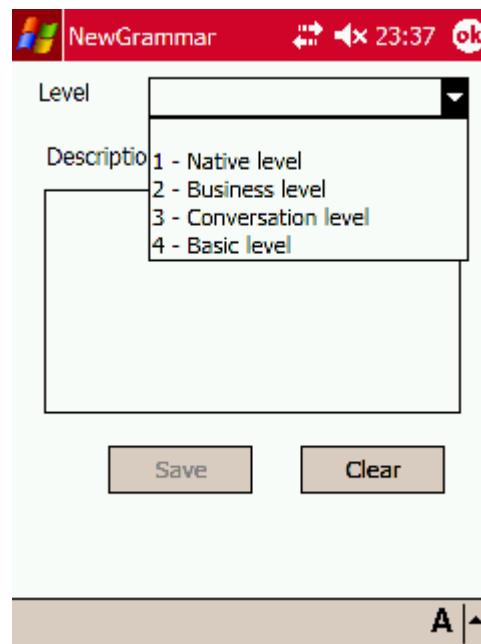 NewGrammar 23:37 ok
Level
Descriptio
1 - Native level
2 - Business level
3 - Conversation level
4 - Basic level
Save Clear
A